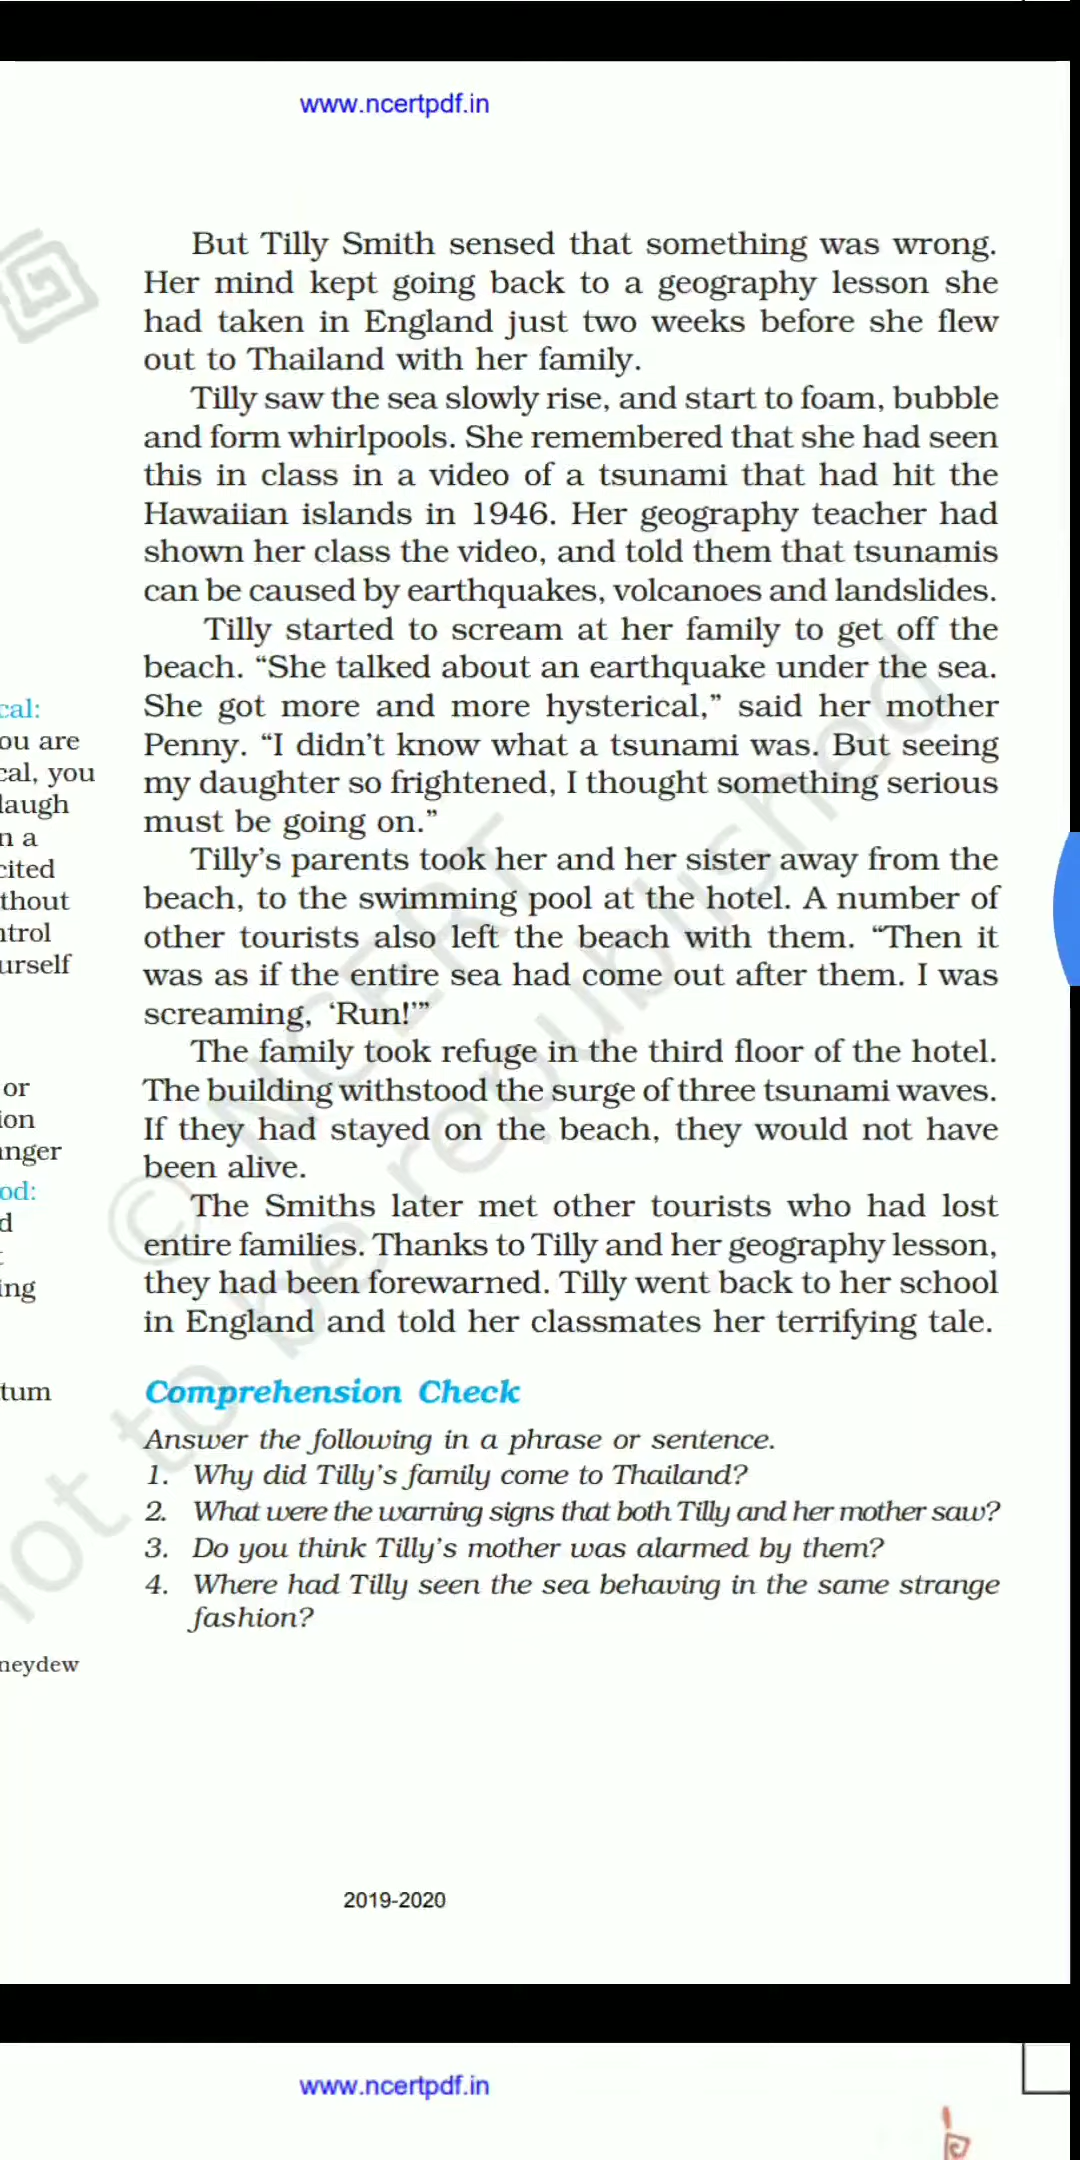 www.ncertpdf.in
But Tilly Smith sensed that something was wrong.
Her mind kept going back to a geography lesson she
had taken in England just two weeks before she flew
out to Thailand with her family.
Tilly saw the sea slowly rise, and start to foam, bubble
and form whirlpools. She remembered that she had seen
this in class in a video of a tsunami that had hit the
Hawaiian islands in 1946. Her geography teacher had
shown her class the video, and told them that tsunamis
can be caused by earthquakes, volcanoes and landslides.
Tilly started to scream at her family to get off the
beach. “She talked about an earthquake under the sea.
She got more and more hysterical,” said her mother
Penny. “I didn’t know what a tsunami was. But seeing
my daughter so frightened, I thought something serious
must be going on.”
Tilly’s parents took her and her sister away from the
beach, to the swimming pool at the hotel. A number of
other tourists also left the beach with them. “Then it
was as if the entire sea had come out after them. I was
screaming, ‘Run!’”
The family took refuge in the third floor of the hotel.
The building withstood the surge of three tsunami waves.
If they had stayed on the beach, they would not have
been alive.
The Smiths later met other tourists who had lost
entire families. Thanks to Tilly and her geography lesson,
they had been forewarned. Tilly went back to her school
in England and told her classmates her terrifying tale.
cal:
ou are
cal, you
laugh
n a
cited
thout
ntrol
urself
or
ion
anger
od:
d
t
ing
tum
neydew
Comprehension Check
Answer the following in a phrase or sentence.
1. Why did Tilly’s family come to Thailand?
2. What were the warning signs that both Tilly and her mother saw?
3. Do you think Tilly’s mother was alarmed by them?
4. Where had Tilly seen the sea behaving in the same strange
fashion?
© NCERT
not to be republished
2019-2020
www.ncertpdf.in